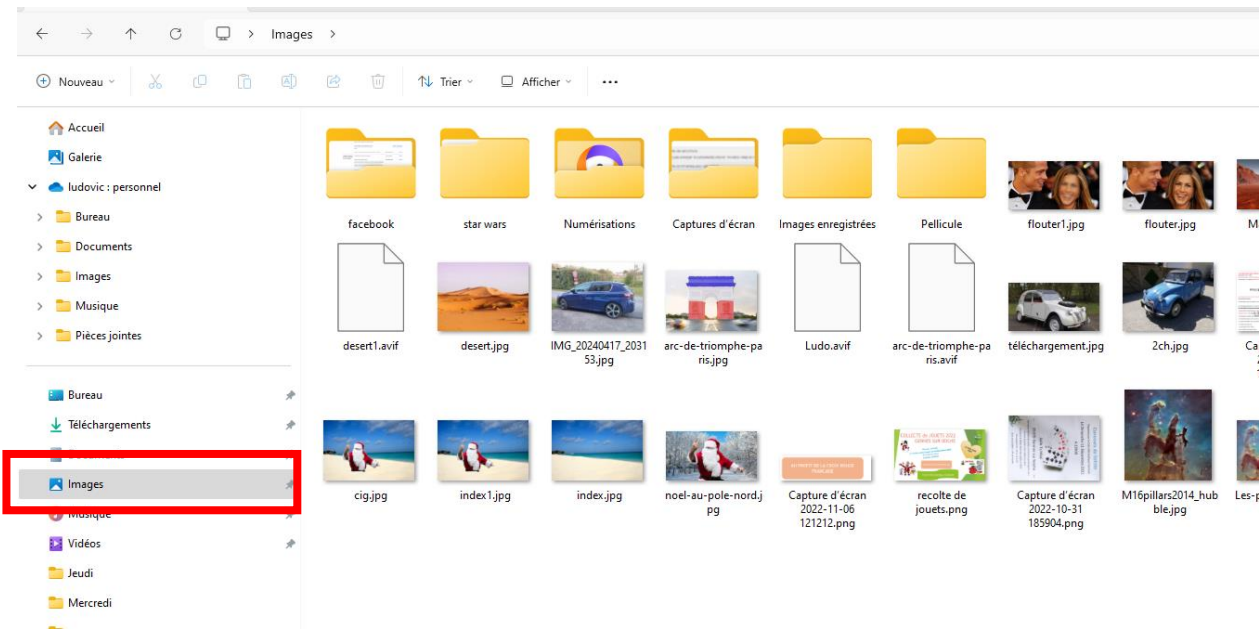 Images
Nouveau
Trier
Afficher
Accueil
Galerie
ludovic : personnel
Bureau
Documents
Images
Musique
Pièces jointes
Bureau
Téléchargements
Documents
Images
Musique
Vidéos
Jeudi
Mercredi
facebook
star wars
Numérisations
Captures d'écran
Images enregistrées
Pellicule
flouter1.jpg
flouter.jpg
M
desert1.avif
desert.jpg
IMG_20240417_2031
53.jpg
arc-de-triomphe-pa
ris.jpg
Ludo.avif
arc-de-triomphe-pa
ris.avif
téléchargement.jpg
2ch.jpg
Ca
cig.jpg
index1.jpg
index.jpg
noel-au-pole-nord.j
pg
Capture d'écran
2022-11-06
121212.png
recolte de
jouets.png
Capture d'écran
2022-10-31
185904.png
M16pillars2014_hub
ble.jpg
Les-p